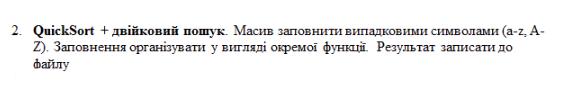 2. QuickSort + двійковий пошук. Масив заповнити випадковими символами (a-z, A-
Z). Заповнення організувати у вигляді окремої функції. Результат записати до
файлу